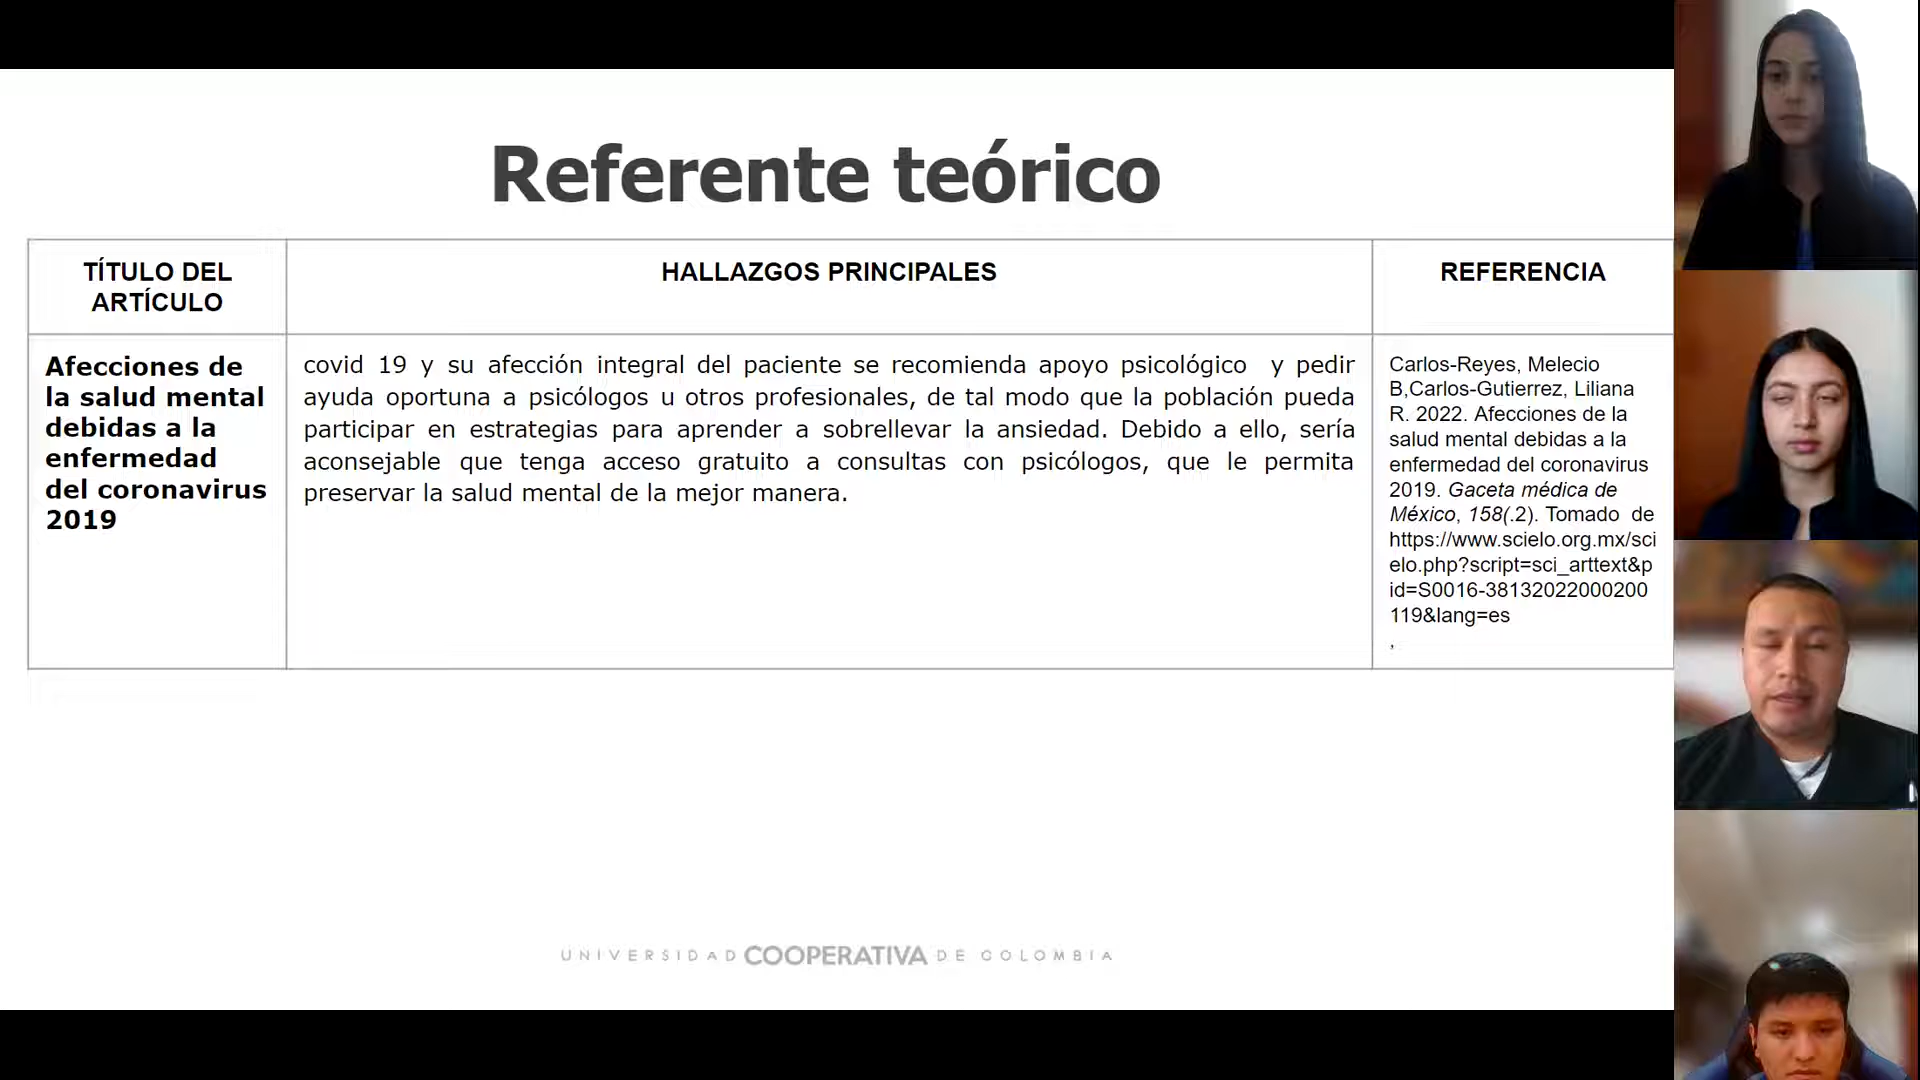 Referente teórico
TÍTULO DEL
ARTÍCULO
HALLAZGOS PRINCIPALES
REFERENCIA
Afecciones de
la salud mental
debidas a la
enfermedad
del coronavirus
2019
covid 19 y su afección integral del paciente se recomienda apoyo psicológico y pedir
ayuda oportuna a psicólogos u otros profesionales, de tal modo que la población pueda
participar en estrategias para aprender a sobrellevar la ansiedad. Debido a ello, sería
aconsejable que tenga acceso gratuito a consultas con psicólogos, que le permita
preservar la salud mental de la mejor manera.
Carlos-Reyes, Melecio
B,Carlos-Gutierrez, Liliana
R. 2022. Afecciones de la
salud mental debidas a la
enfermedad del coronavirus
2019. Gaceta médica de
México, 158(.2). Tomado de
https://www.scielo.org.mx/sci
elo.php?script=sci_arttext&p
id=S0016-38132022000200
119&lang=es
,
UNIVERSIDAD COOPERATIVA DE COLOMBIA